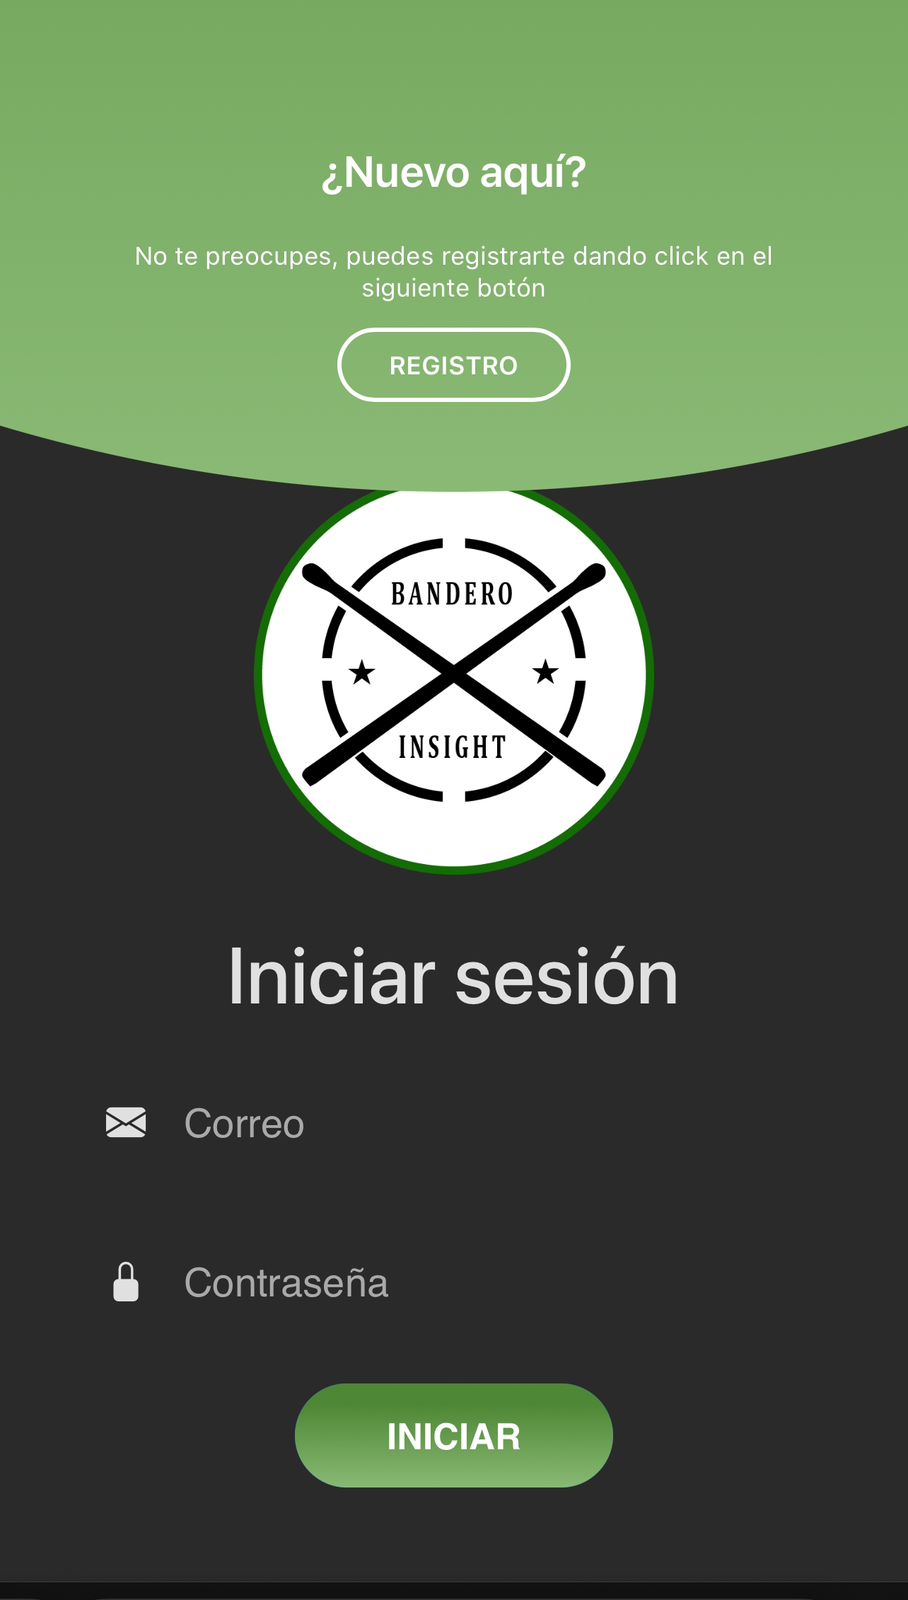 ¿Nuevo aquí?
No te preocupes, puedes registrarte dando click en el
siguiente botón
REGISTRO
BANDERO
INSIGHT
Iniciar sesión
Correo
Contraseña
INICIAR